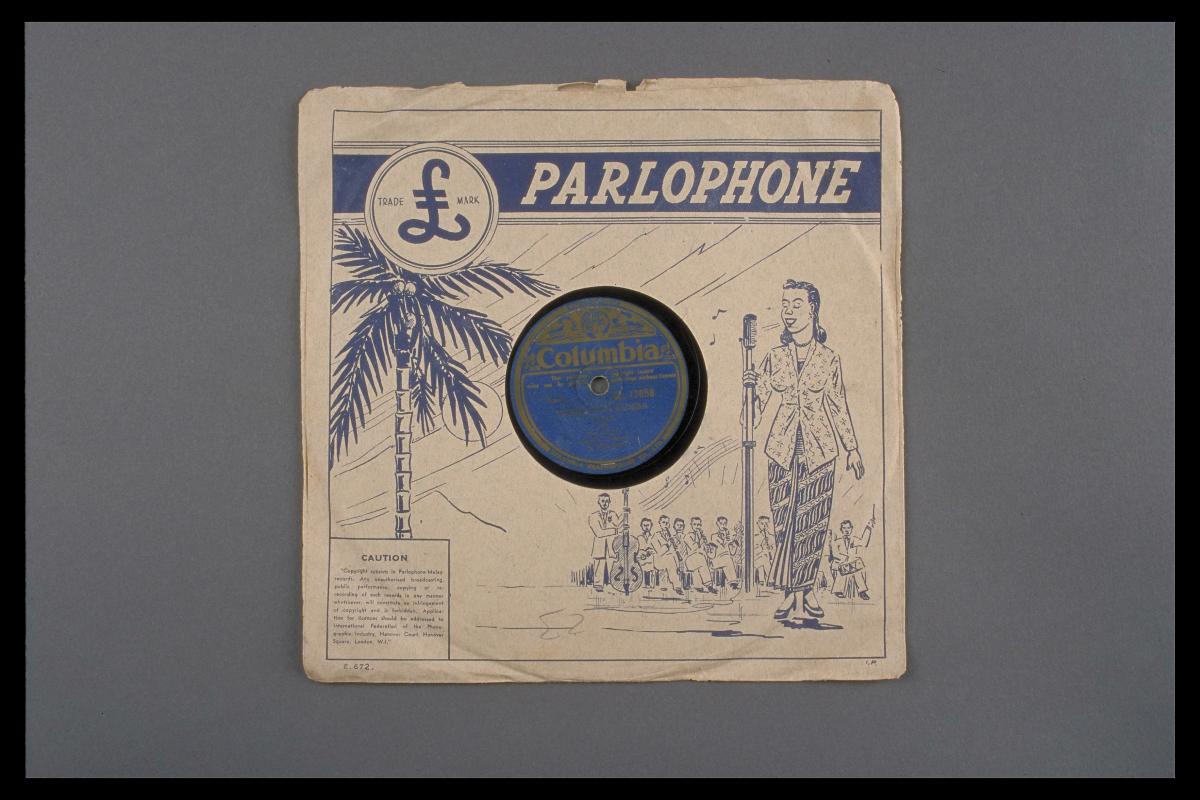 £
TRADE MARK
PARLOPHONE
Columbia
CAUTION
"Copyright subsists in Parlophone-Malay
records. Any unauthorised broadcasting,
public performance, copying or re-
recording of such records in any manner
whatsoever, will constitute an infringement
of copyright and is forbidden. Applica-
tion for licences should be addressed to
International Federation of the Phono-
graphic Industry, Hanover Court, Hanover
Square, London, W.I."
E.672.
I.P.